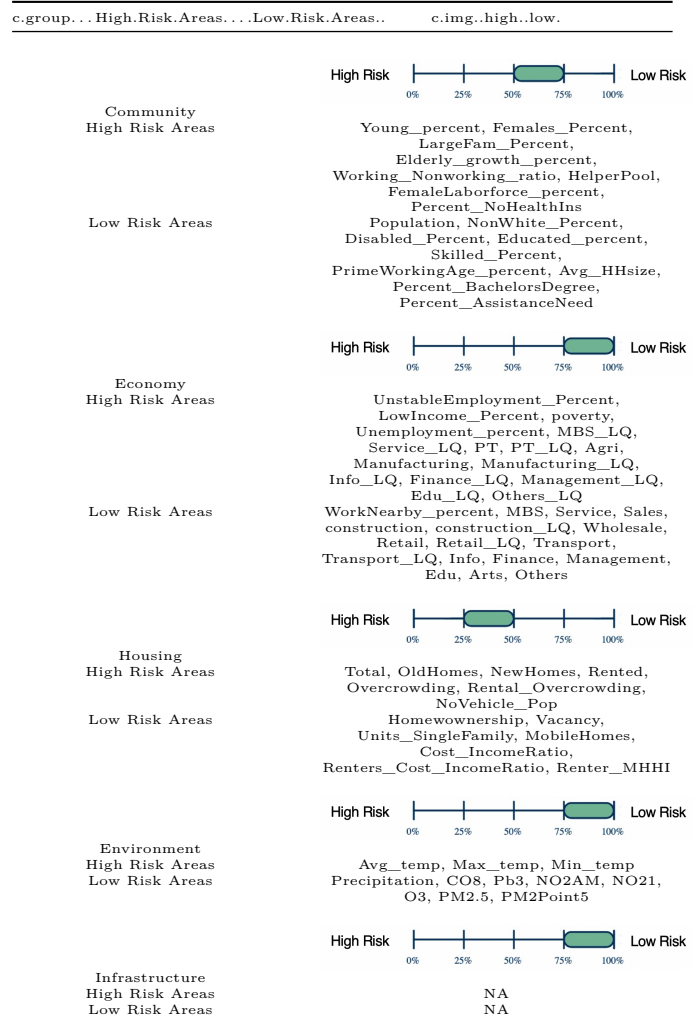 c.group...High.Risk.Areas....Low.Risk.Areas.. c.img..high..low.
High Risk Low Risk
0% 25% 50% 75% 100%
Community
High Risk Areas Young_percent, Females_Percent,
LargeFam_Percent,
Elderly_growth_percent,
Working_Nonworking_ratio, HelperPool,
FemaleLaborforce_percent,
Percent_NoHealthIns
Low Risk Areas Population, NonWhite_Percent,
Disabled_Percent, Educated_percent,
Skilled_Percent,
PrimeWorkingAge_percent, Avg_HHsize,
Percent_BachelorsDegree,
Percent_AssistanceNeed
High Risk Low Risk
0% 25% 50% 75% 100%
Economy
High Risk Areas UnstableEmployment_Percent,
LowIncome_Percent, poverty,
Unemployment_percent, MBS_LQ,
Service_LQ, PT, PT_LQ, Agri,
Manufacturing, Manufacturing_LQ,
Info_LQ, Finance_LQ, Management_LQ,
Edu_LQ, Others_LQ
Low Risk Areas WorkNearby_percent, MBS, Service, Sales,
construction, construction_LQ, Wholesale,
Retail, Retail_LQ, Transport,
Transport_LQ, Info, Finance, Management,
Edu, Arts, Others
High Risk Low Risk
0% 25% 50% 75% 100%
Housing
High Risk Areas Total, OldHomes, NewHomes, Rented,
Overcrowding, Rental_Overcrowding,
NoVehicle_Pop
Low Risk Areas Homewownership, Vacancy,
Units_SingleFamily, MobileHomes,
Cost_IncomeRatio,
Renters_Cost_IncomeRatio, Renter_MHHI
High Risk Low Risk
0% 25% 50% 75% 100%
Environment
High Risk Areas Avg_temp, Max_temp, Min_temp
Low Risk Areas Precipitation, CO8, Pb3, NO2AM, NO21,
O3, PM2.5, PM2Point5
High Risk Low Risk
0% 25% 50% 75% 100%
Infrastructure
High Risk Areas NA
Low Risk Areas NA